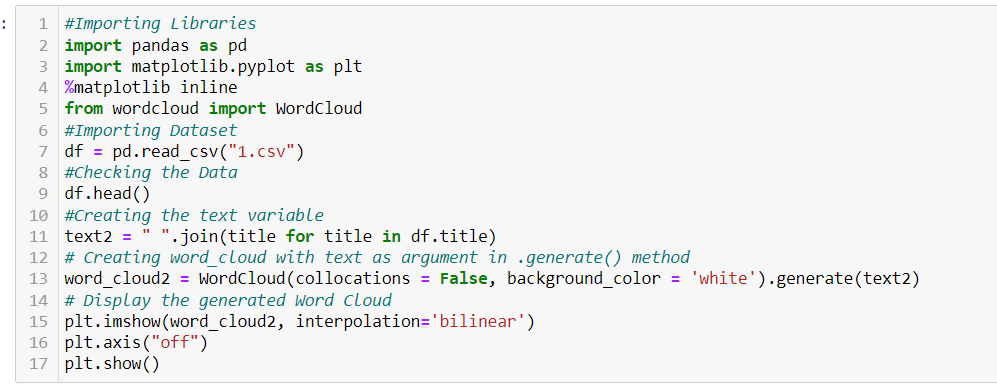 :
1 #Importing Libraries
2 import pandas as pd
3 import matplotlib.pyplot as plt
4 %matplotlib inline
5 from wordcloud import WordCloud
6 #Importing Dataset
7 df = pd.read_csv("1.csv")
8 #Checking the Data
9 df.head()
10 #Creating the text variable
11 text2 = " ".join(title for title in df.title)
12 # Creating word_cloud with text as argument in .generate() method
13 word_cloud2 = WordCloud(collocations = False, background_color = 'white').generate(text2)
14 # Display the generated Word Cloud
15 plt.imshow(word_cloud2, interpolation='bilinear')
16 plt.axis("off")
17 plt.show()